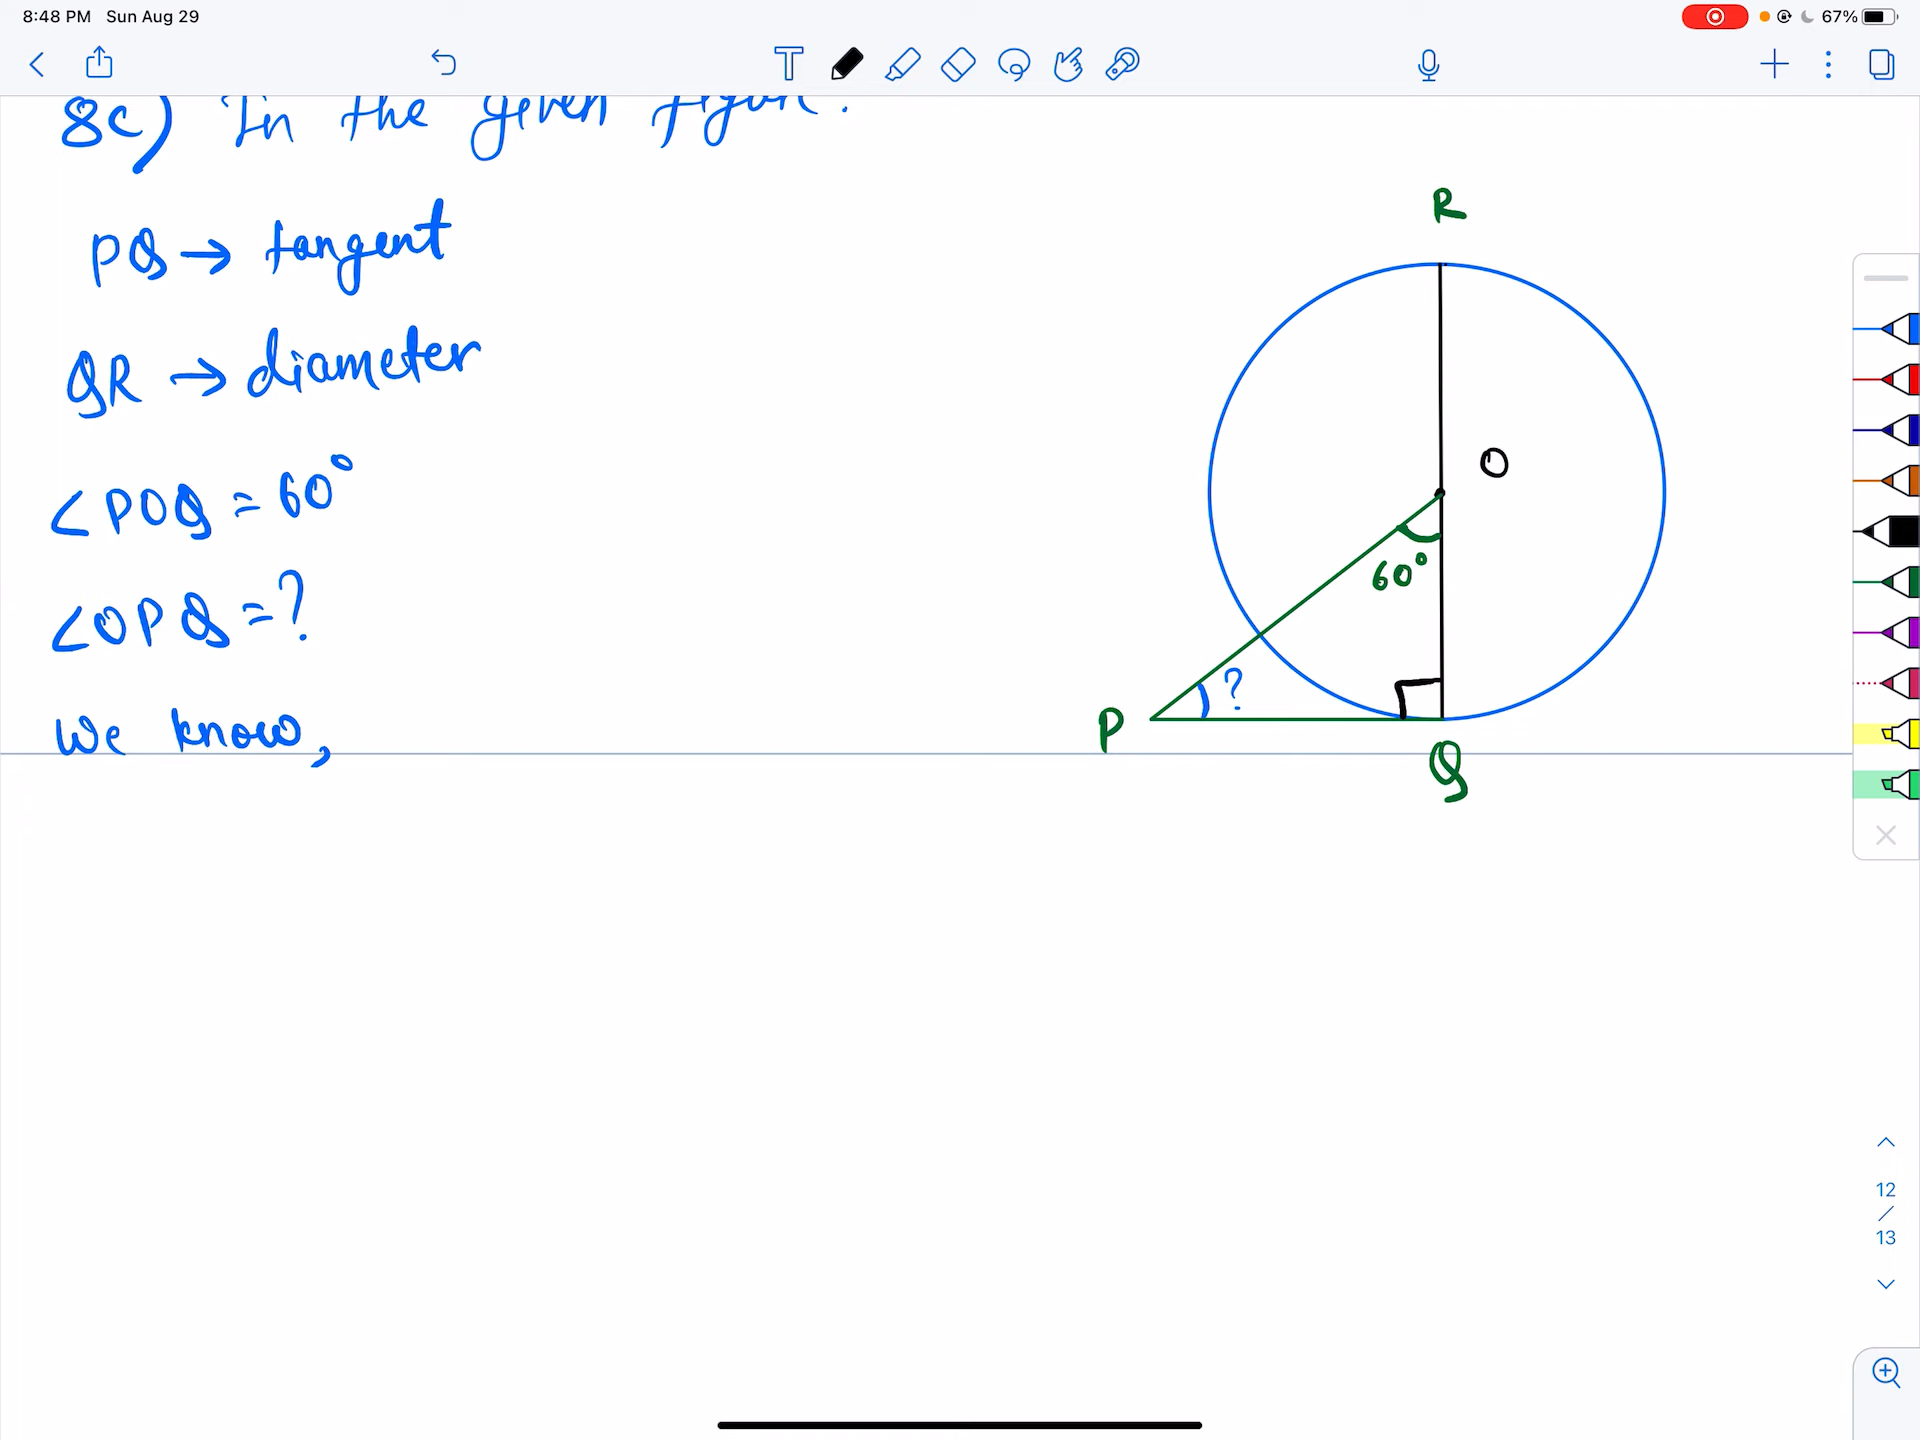 8:48 PM Sun Aug 29
67%
8c) In the given figure.
PQ → tangent
QR → diameter
<POQ = 60°
<OPQ = ?
We know,
R
O
60°
?
P
Q
12
/
13